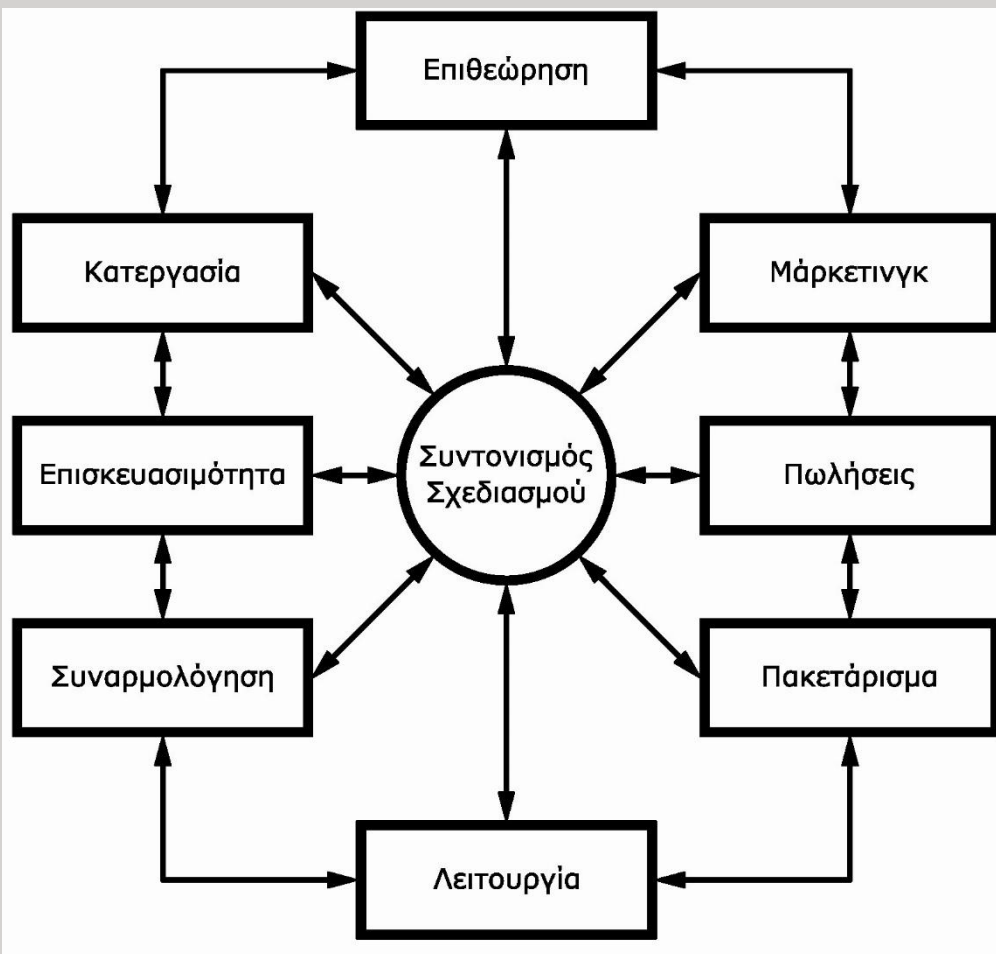 Επιθεώρηση
Κατεργασία
Μάρκετινγκ
Επισκευασιμότητα
Συντονισμός
Σχεδιασμού
Πωλήσεις
Συναρμολόγηση
Πακετάρισμα
Λειτουργία